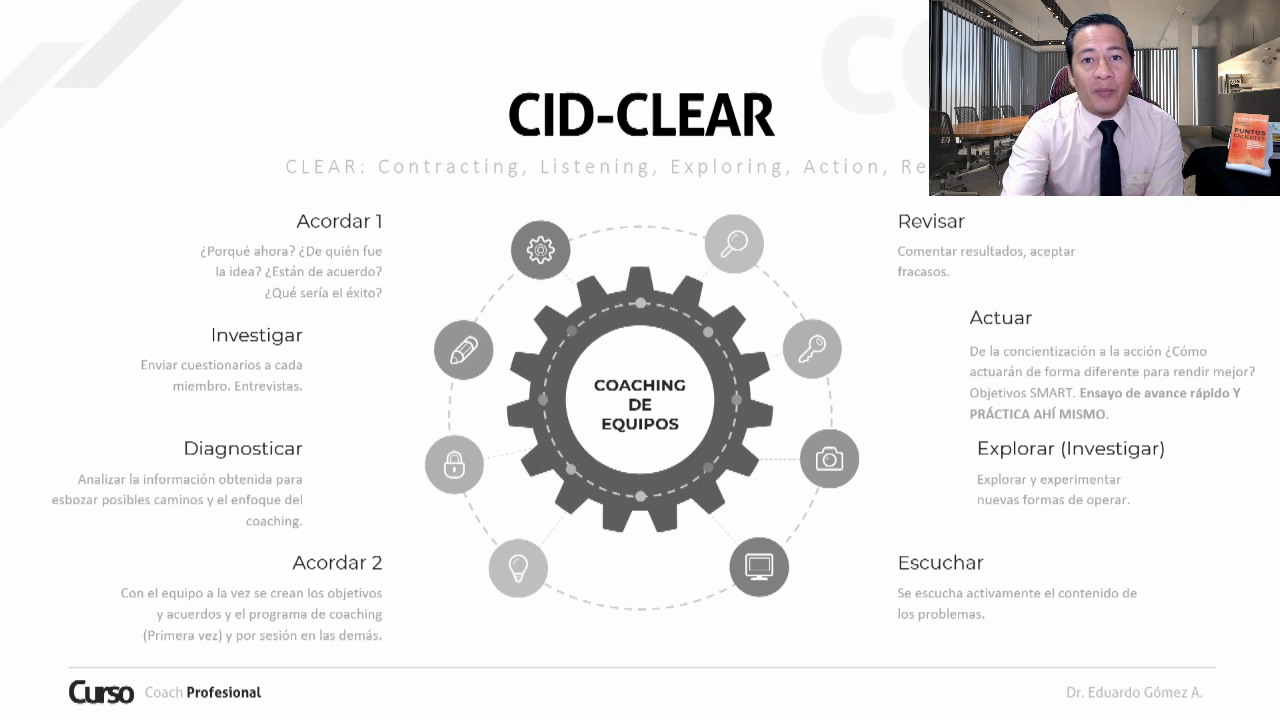 CID-CLEAR
CLEAR: Contracting, Listening, Exploring, Action, Re
PUNTOS
CALIENTES
Acordar 1
¿Porqué ahora? ¿De quién fue
la idea? ¿Están de acuerdo?
¿Qué sería el éxito?
Investigar
Enviar cuestionarios a cada
miembro. Entrevistas.
Diagnosticar
Analizar la información obtenida para
esbozar posibles caminos y el enfoque del
coaching.
Acordar 2
Con el equipo a la vez se crean los objetivos
y acuerdos y el programa de coaching
(Primera vez) y por sesión en las demás.
COACHING
DE
EQUIPOS
Revisar
Comentar resultados, aceptar
fracasos.
Actuar
De la concientización a la acción ¿Cómo
actuarán de forma diferente para rendir mejor?
Objetivos SMART. Ensayo de avance rápido Y
PRÁCTICA AHÍ MISMO.
Explorar (Investigar)
Explorar y experimentar
nuevas formas de operar.
Escuchar
Se escucha activamente el contenido de
los problemas.
Curso Coach Profesional
Dr. Eduardo Gómez A.